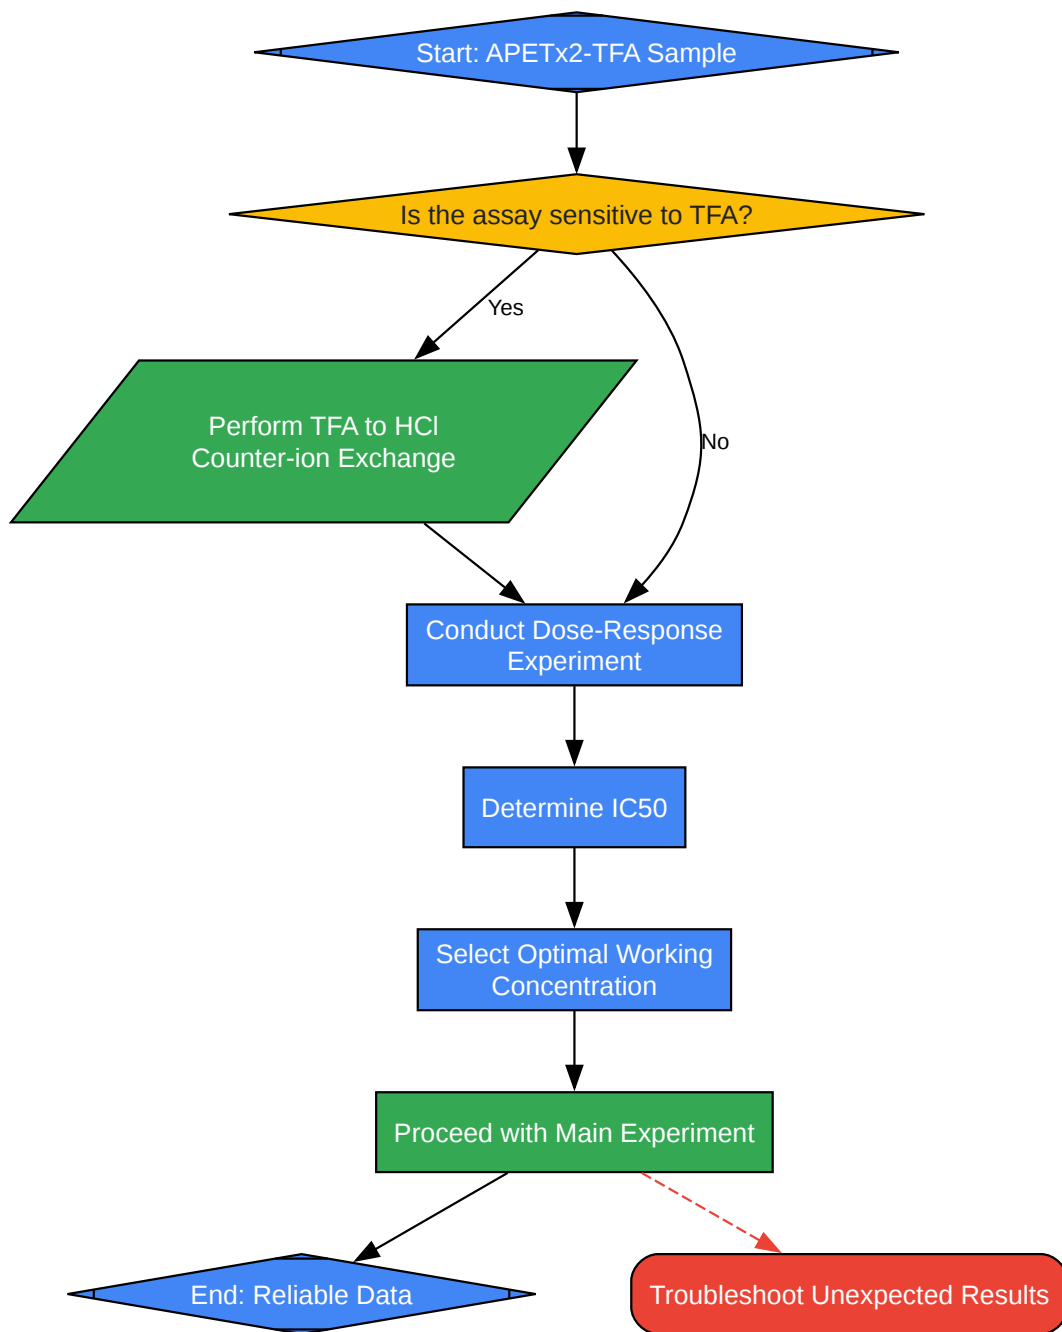 Start: APETx2-TFA Sample
Is the assay sensitive to TFA?
Yes
Perform TFA to HCl
Counter-ion Exchange
No
Conduct Dose-Response
Experiment
Determine IC50
Select Optimal Working
Concentration
Proceed with Main Experiment
End: Reliable Data
Troubleshoot Unexpected Results